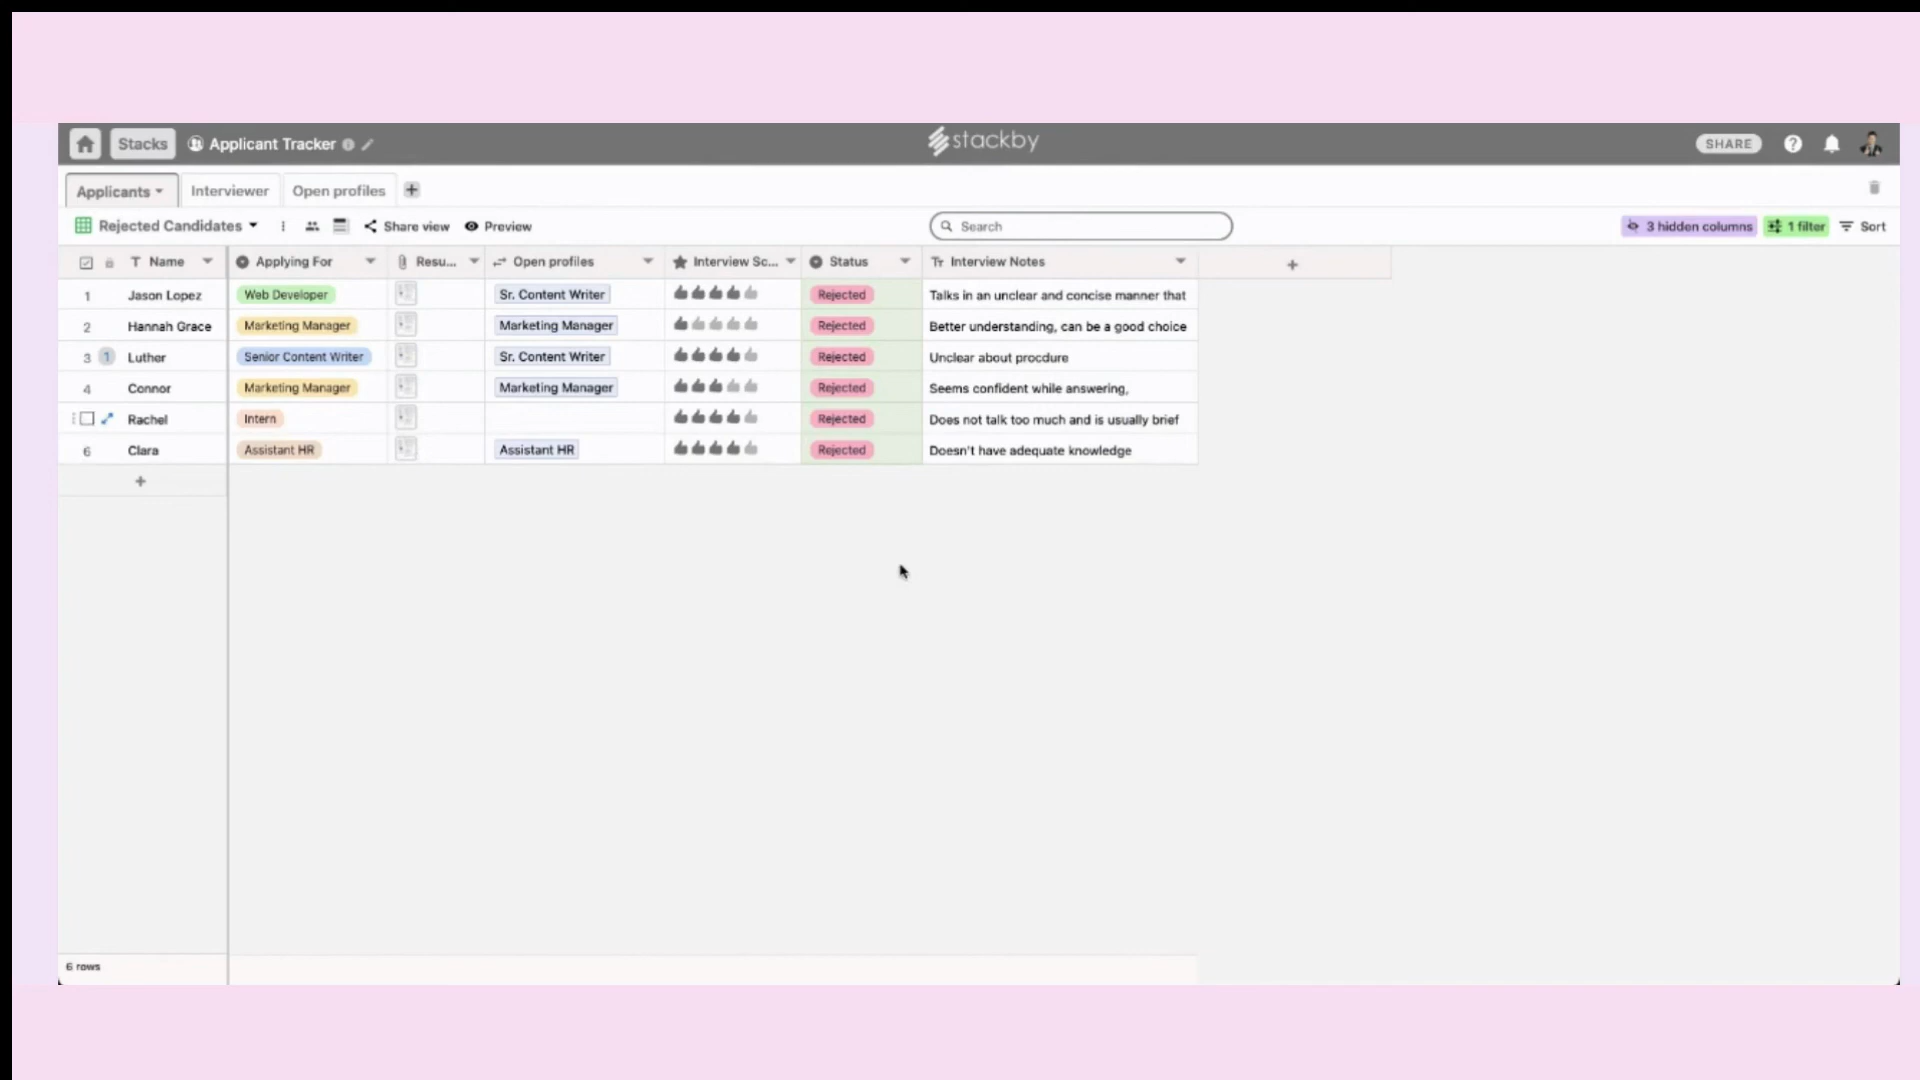 Stacks Applicant Tracker stackby SHARE
Applicants Interviewer Open profiles
Rejected Candidates Share view Preview Search 3 hidden columns 1 filter Sort
Name Applying For Resu... Open profiles Interview Sc... Status Interview Notes
1 Jason Lopez Web Developer Sr. Content Writer Rejected Talks in an unclear and concise manner that
2 Hannah Grace Marketing Manager Marketing Manager Rejected Better understanding, can be a good choice
3 1 Luther Senior Content Writer Sr. Content Writer Rejected Unclear about procdure
4 Connor Marketing Manager Marketing Manager Rejected Seems confident while answering,
Rachel Intern Rejected Does not talk too much and is usually brief
6 Clara Assistant HR Assistant HR Rejected Doesn't have adequate knowledge
6 rows